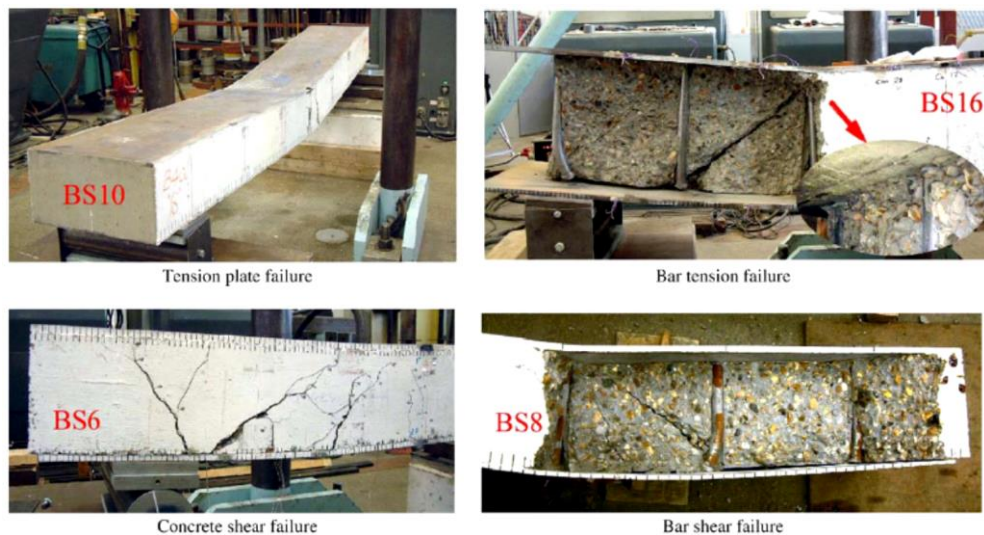 BS10
BS16
Tension plate failure
Bar tension failure
BS6
BS8
Concrete shear failure
Bar shear failure